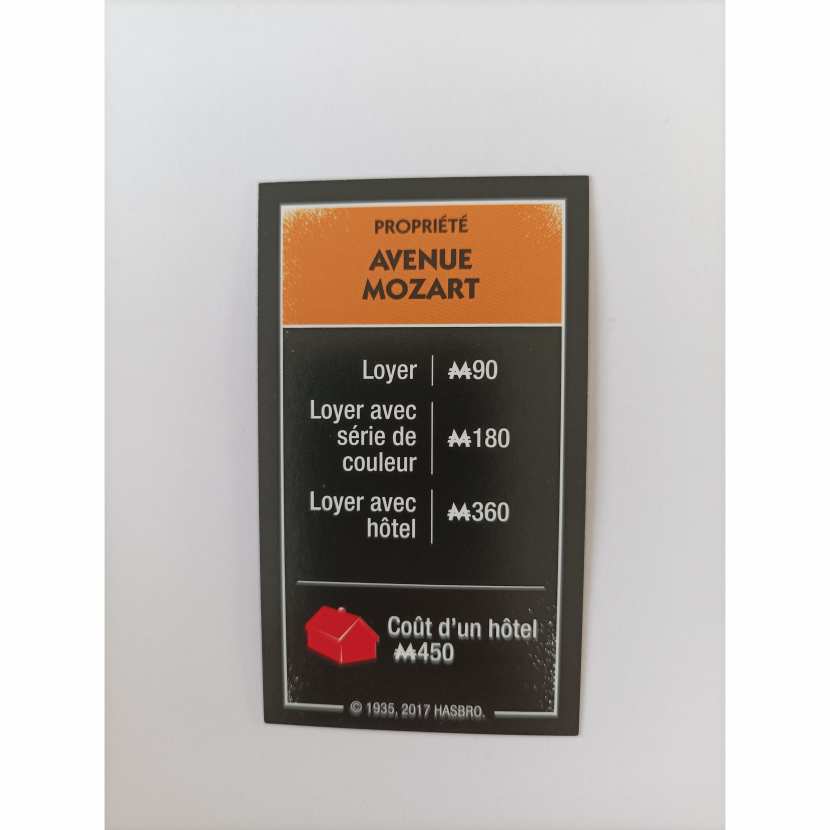 PROPRIÉTÉ
AVENUE
MOZART
Loyer ₩90
Loyer avec
série de
couleur ₩180
Loyer avec
hôtel ₩360
Coût d'un hôtel
₩450
© 1935, 2017 HASBRO.